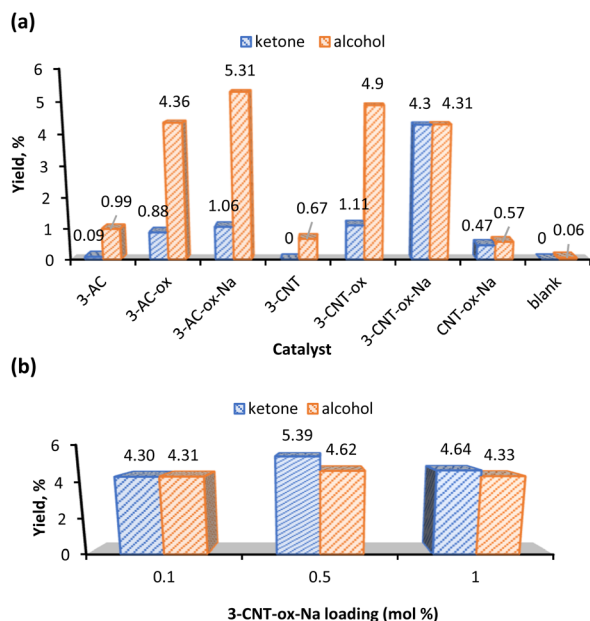 (a)
ketone alcohol
6
5
4
3
2
1
0
Yield, %
0.09 0.99 0.88 4.36 1.06 5.31 0 0.67 1.11 4.9 4.3 4.31 0.47 0.57 0 0.06
3-AC 3-AC-ox 3-AC-ox-Na 3-CNT 3-CNT-ox 3-CNT-ox-Na CNT-ox-Na blank
Catalyst
(b)
ketone alcohol
6
4
2
0
Yield, %
4.30 4.31 5.39 4.62 4.64 4.33
0.1 0.5 1
3-CNT-ox-Na loading (mol %)